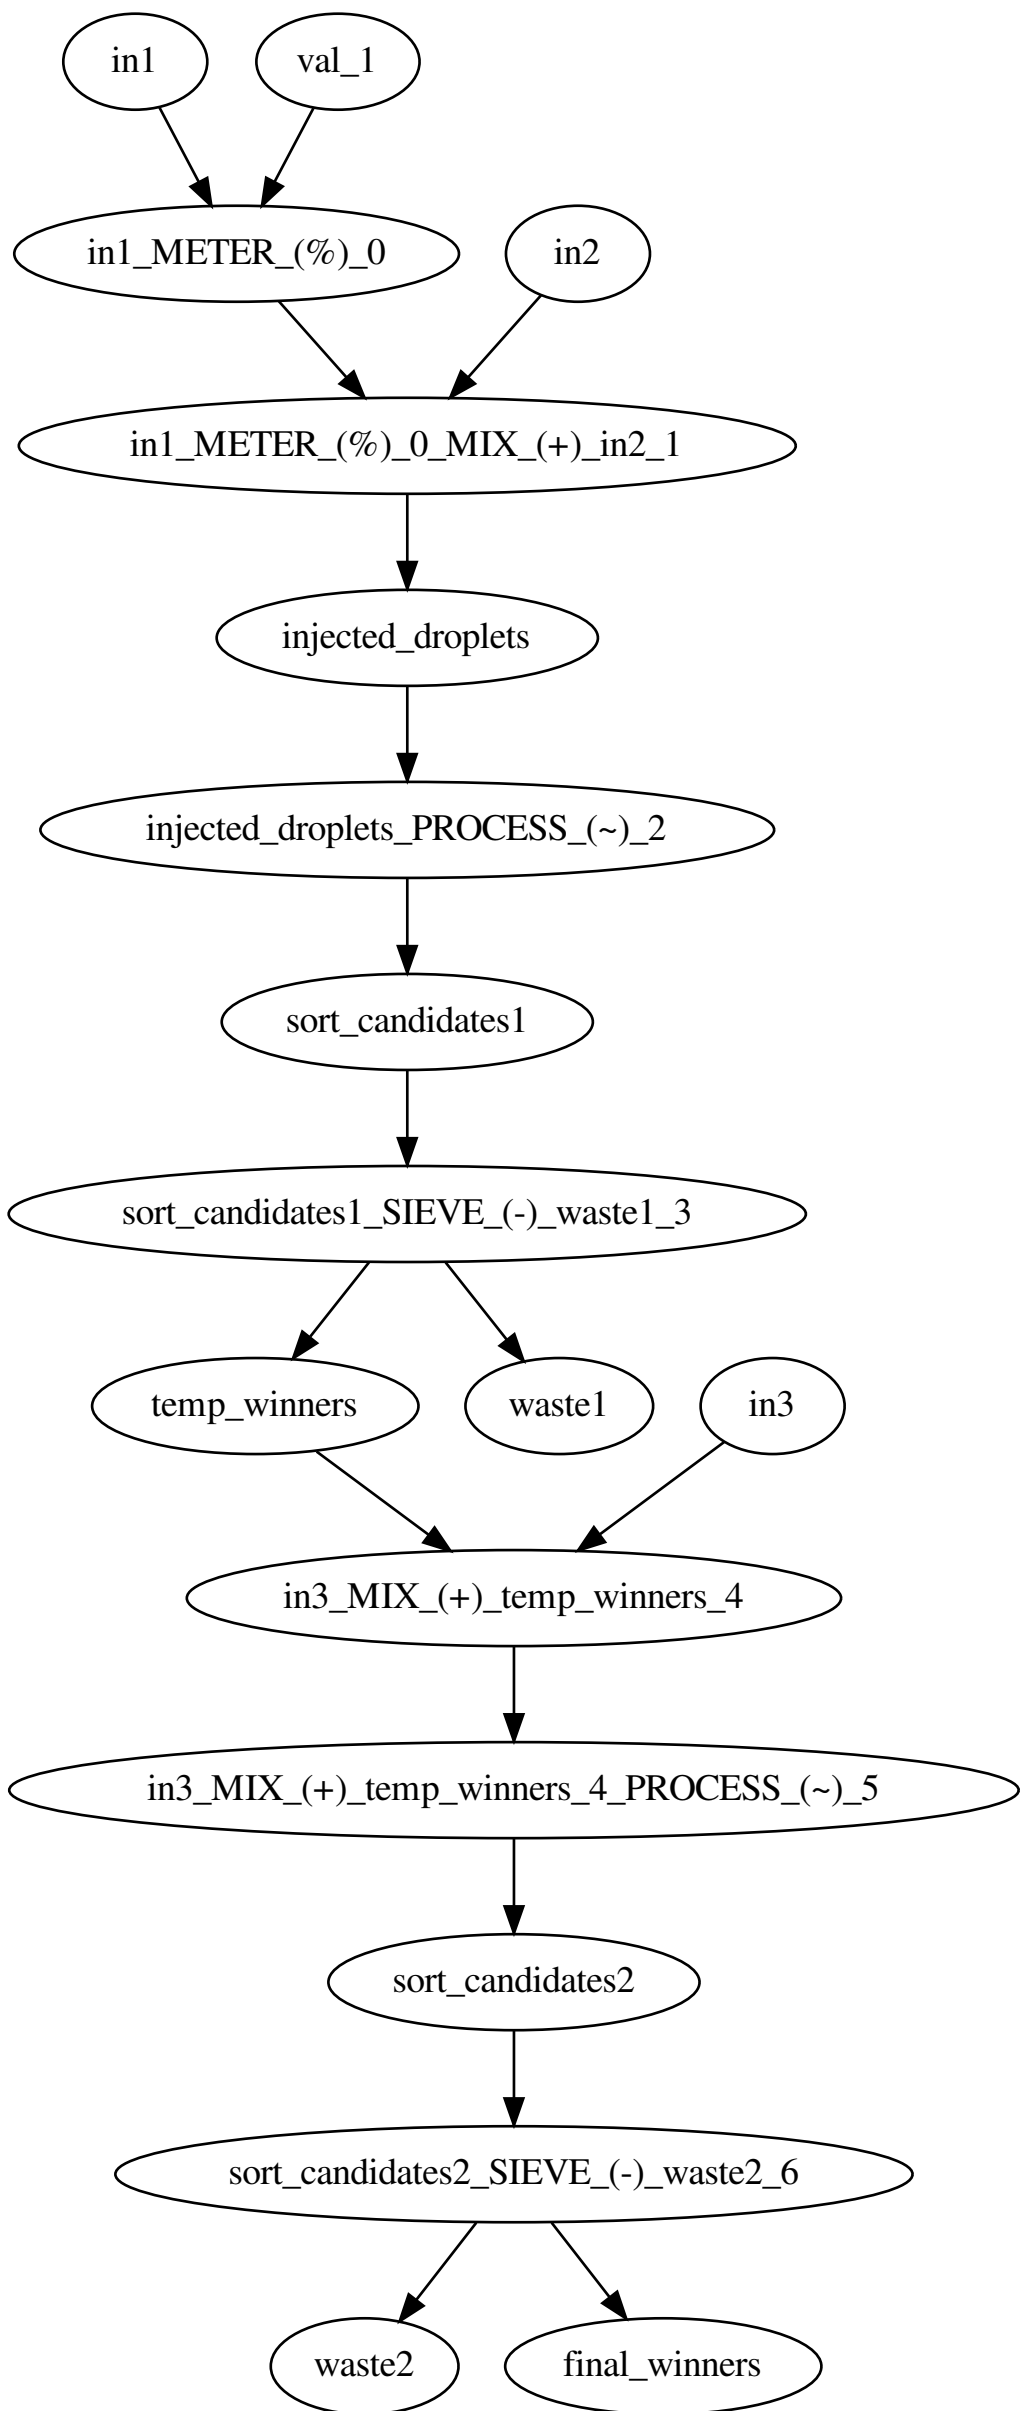 in1
val_1
in1_METER_(%)_0
in2
in1_METER_(%)_0_MIX_(+)_in2_1
injected_droplets
injected_droplets_PROCESS_(~)_2
sort_candidates1
sort_candidates1_SIEVE_(-)_waste1_3
temp_winners
waste1
in3
in3_MIX_(+)_temp_winners_4
in3_MIX_(+)_temp_winners_4_PROCESS_(~)_5
sort_candidates2
sort_candidates2_SIEVE_(-)_waste2_6
waste2
final_winners